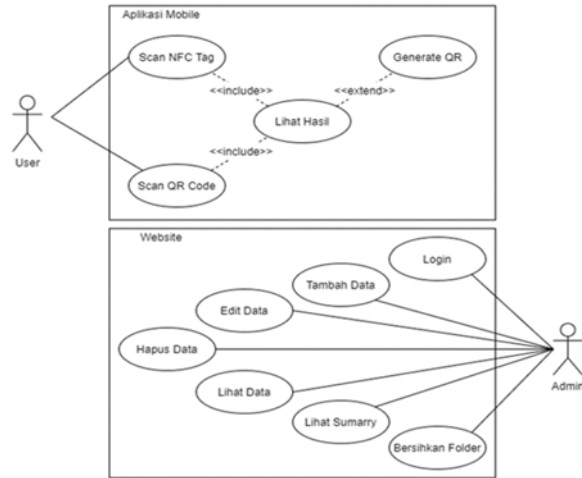 Aplikasi Mobile
Scan NFC Tag
Generate QR
<<include>>
<<extend>>
Lihat Hasil
<<include>>
User
Scan QR Code
Website
Login
Tambah Data
Edit Data
Hapus Data
Admin
Lihat Data
Lihat Sumarry
Bersihkan Folder